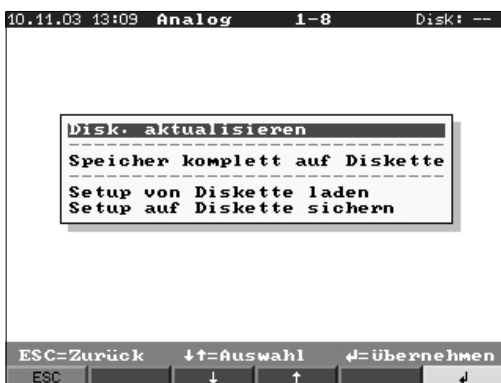 10.11.03 13:09 Analog 1-8 Disk: --
Disk. aktualisieren
Speicher komplett auf Diskette
Setup von Diskette laden
Setup auf Diskette sichern
ESC=Zurück ↓↑=Auswahl ↲=übernehmen
ESC ↓ ↑ ↲